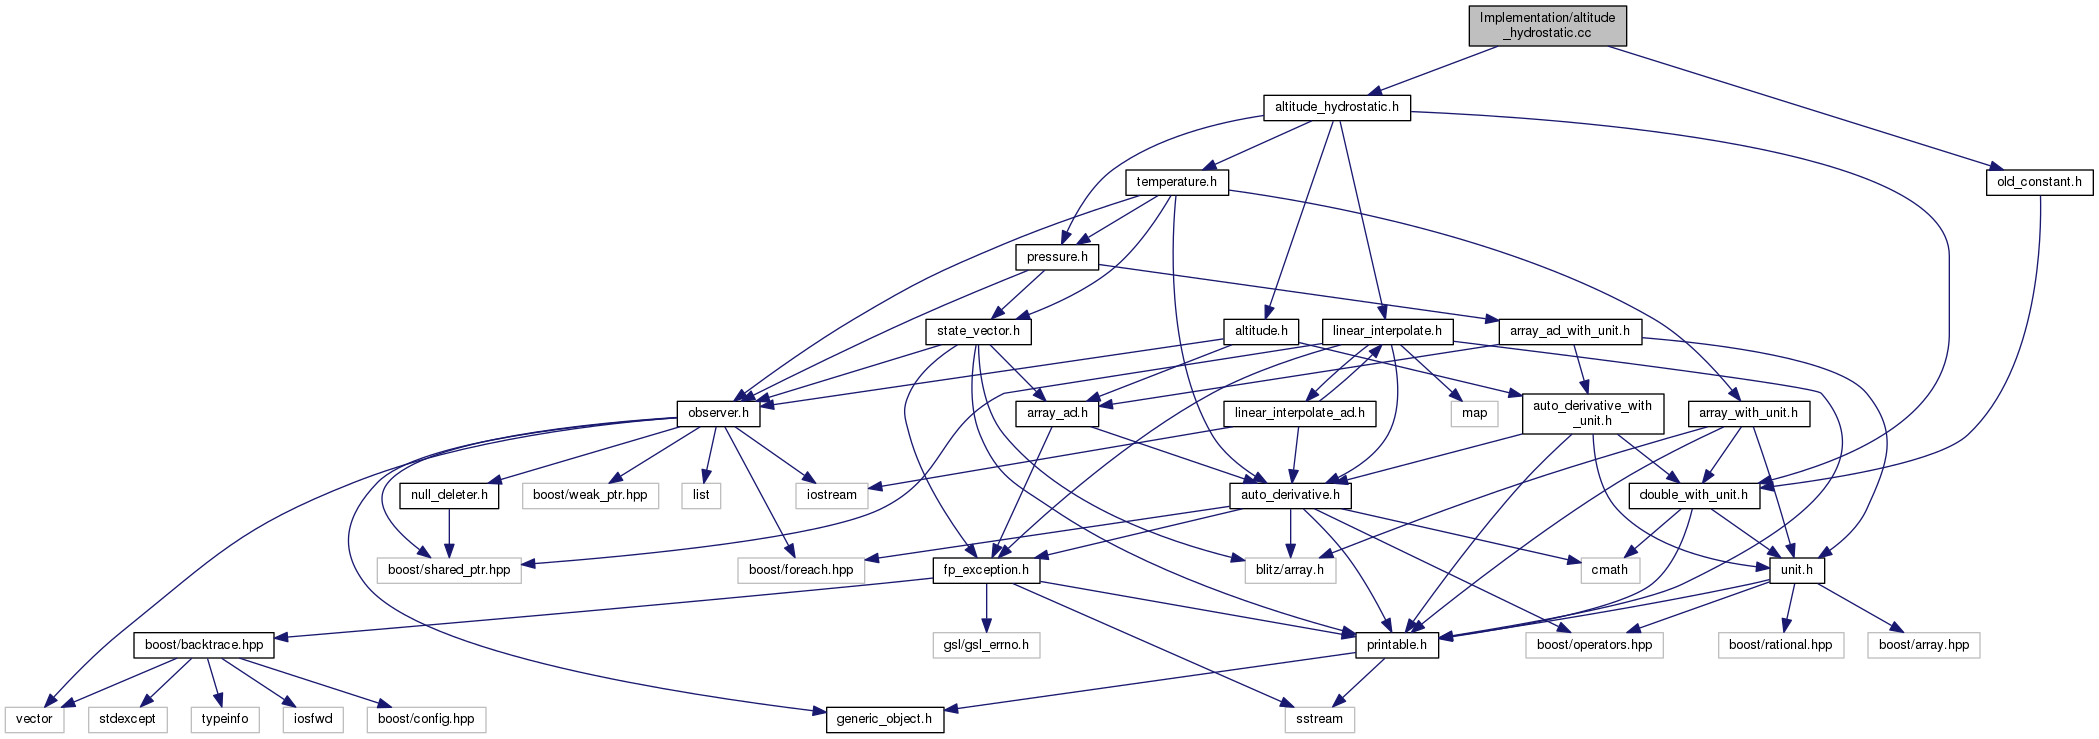 Implementation/altitude
_hydrostatic.cc
altitude_hydrostatic.h
temperature.h
old_constant.h
pressure.h
state_vector.h
altitude.h
linear_interpolate.h
array_ad_with_unit.h
observer.h
array_ad.h
linear_interpolate_ad.h
map
auto_derivative_with
_unit.h
array_with_unit.h
null_deleter.h
boost/weak_ptr.hpp
list
iostream
auto_derivative.h
double_with_unit.h
boost/shared_ptr.hpp
boost/foreach.hpp
fp_exception.h
blitz/array.h
cmath
unit.h
boost/backtrace.hpp
gsl/gsl_errno.h
printable.h
boost/operators.hpp
boost/rational.hpp
boost/array.hpp
vector
stdexcept
typeinfo
iosfwd
boost/config.hpp
generic_object.h
sstream